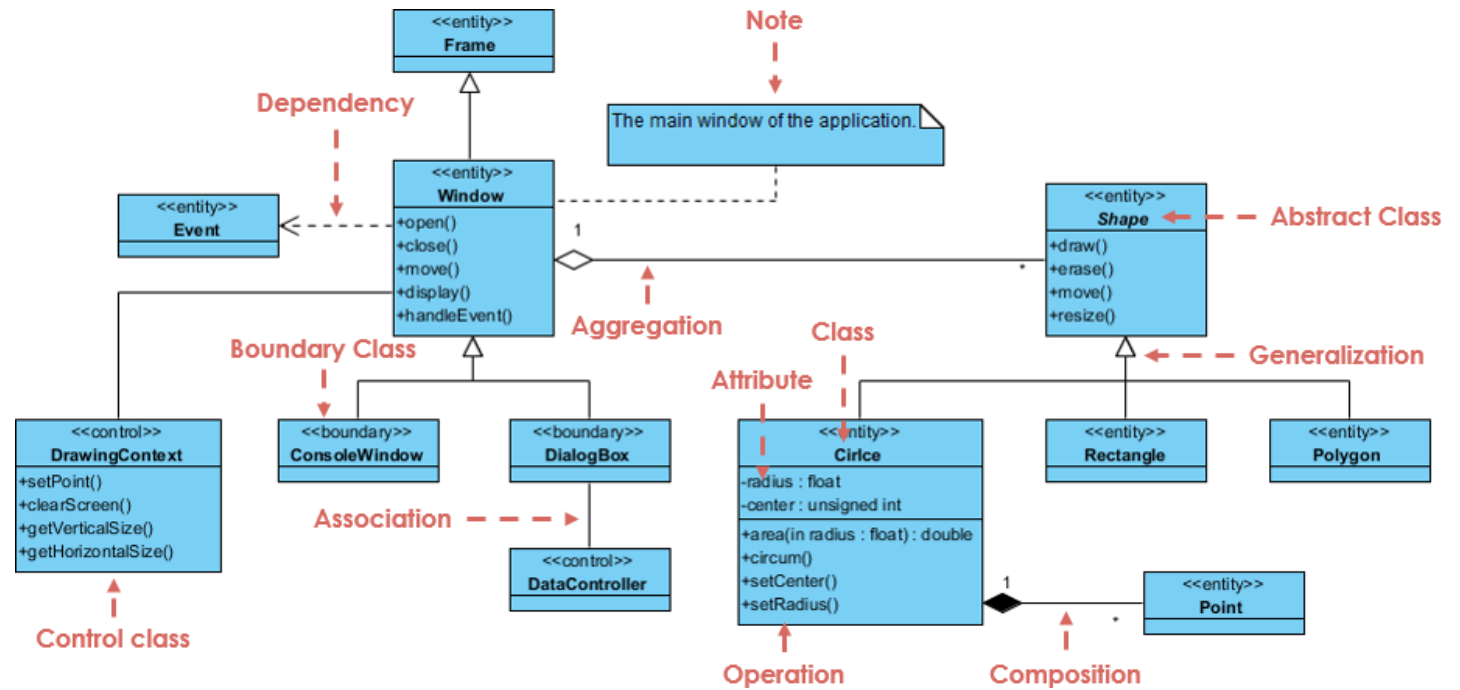 <<entity>>
Frame
Note
Dependency
The main window of the application.
<<entity>>
Window
+open()
+close()
+move()
+display()
+handleEvent()
<<entity>>
Event
1
*
Aggregation
<<entity>>
Shape
+draw()
+erase()
+move()
+resize()
Abstract Class
Generalization
Boundary Class
Class
Attribute
<<control>>
DrawingContext
+setPoint()
+clearScreen()
+getVerticalSize()
+getHorizontalSize()
Control class
<<boundary>>
ConsoleWindow
<<boundary>>
DialogBox
Association
<<control>>
DataController
<<entity>>
Cirlce
-radius : float
-center : unsigned int
+area(in radius : float) : double
+circum()
+setCenter()
+setRadius()
Operation
<<entity>>
Rectangle
<<entity>>
Polygon
1
*
Composition
<<entity>>
Point